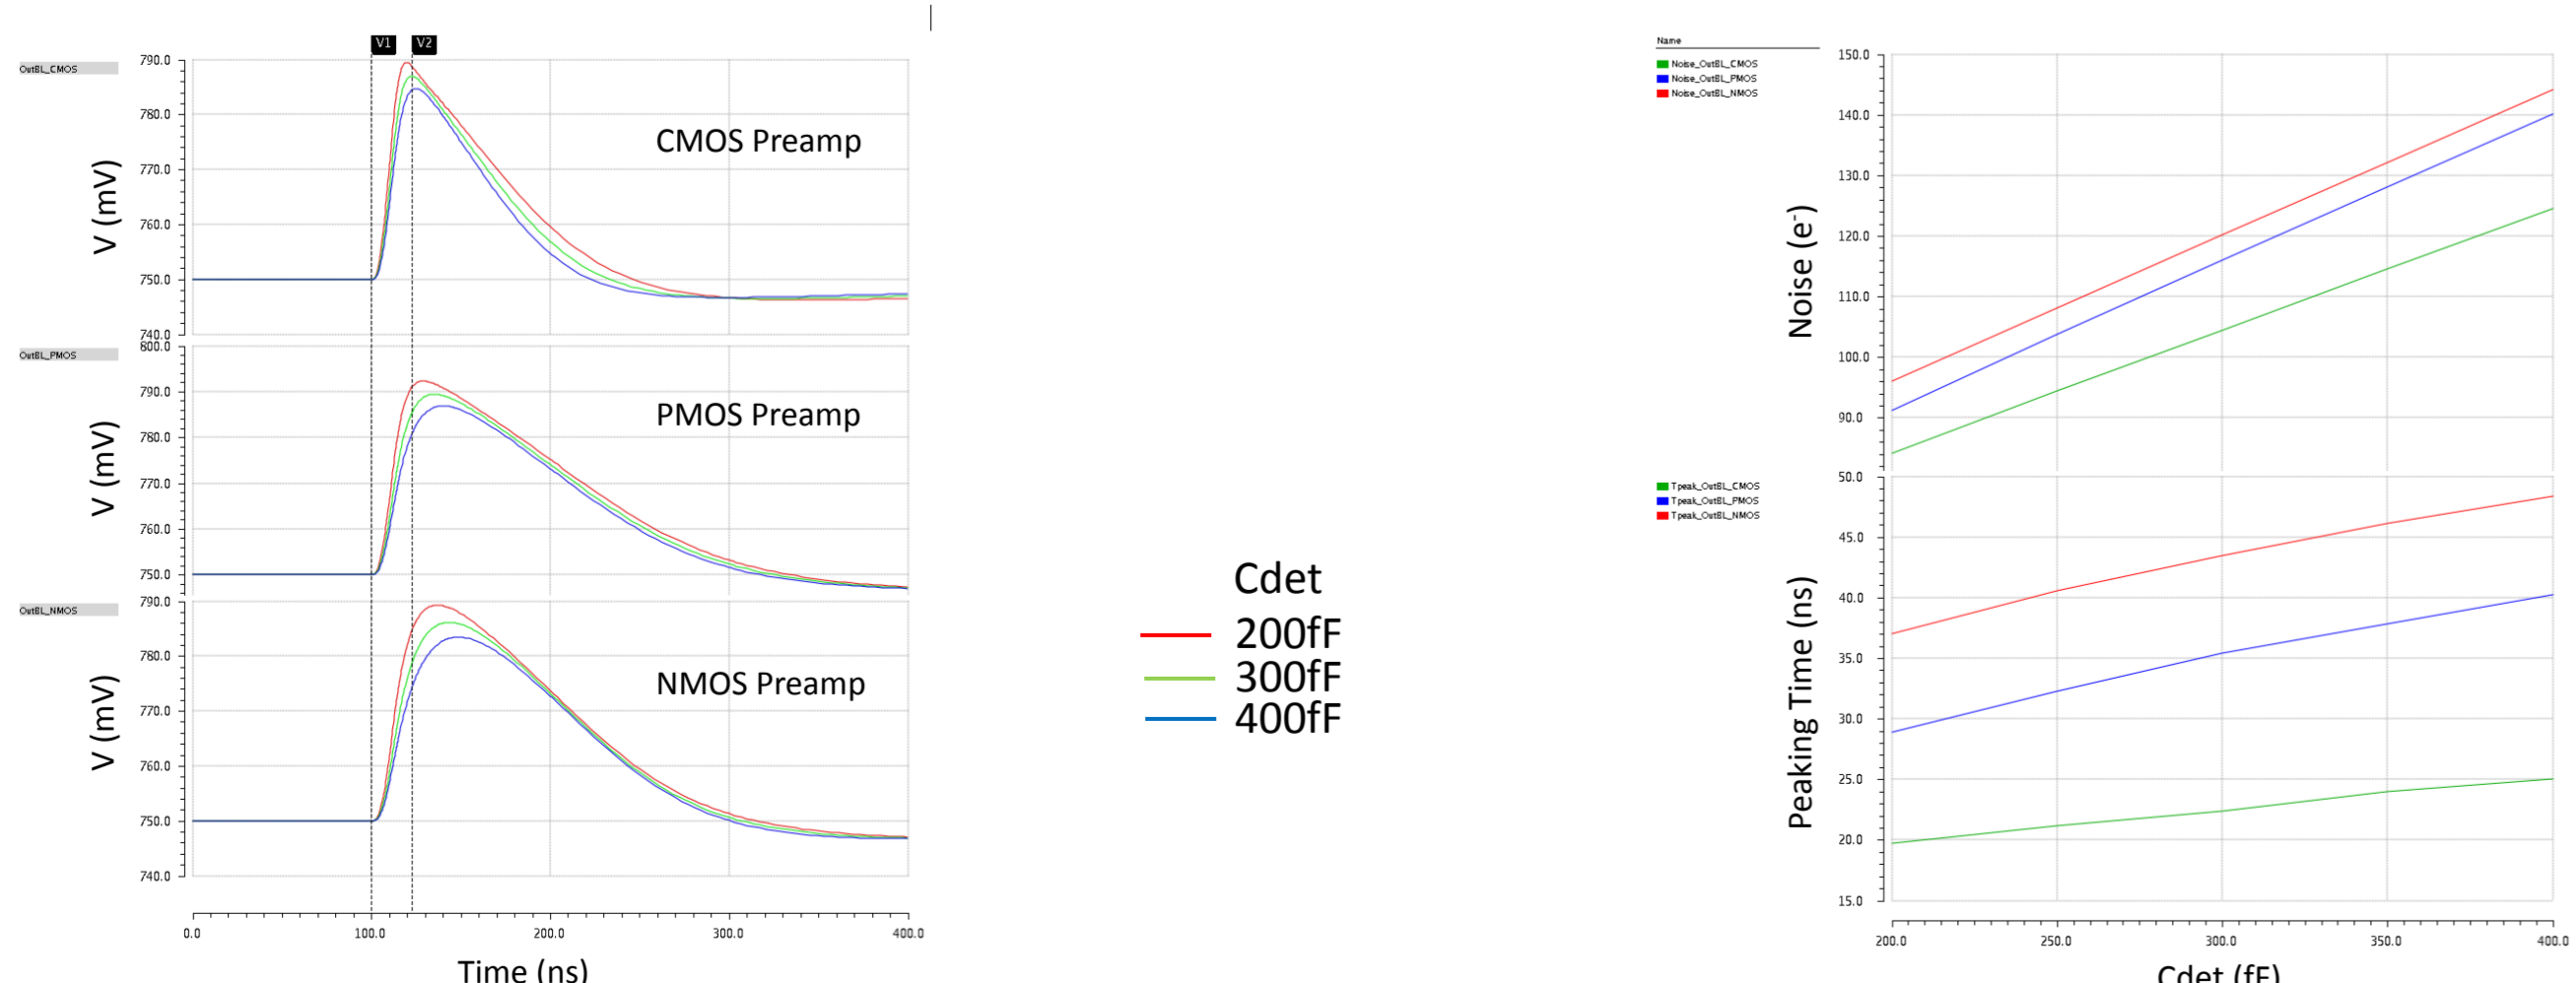 V1 V2
OutBL_CMOS
790.0
780.0
770.0
760.0
750.0
740.0
V (mV)
CMOS Preamp
OutBL_PMOS
800.0
790.0
780.0
770.0
760.0
750.0
V (mV)
PMOS Preamp
OutBL_NMOS
790.0
780.0
770.0
760.0
750.0
740.0
V (mV)
NMOS Preamp
0.0 100.0 200.0 300.0 400.0
Time (ns)
Cdet
200fF
300fF
400fF
Name
Noise_OutBL_CMOS
Noise_OutBL_PMOS
Noise_OutBL_NMOS
150.0
140.0
130.0
120.0
110.0
100.0
90.0
Noise (e-)
Tpeak_OutBL_CMOS
Tpeak_OutBL_PMOS
Tpeak_OutBL_NMOS
50.0
45.0
40.0
35.0
30.0
25.0
20.0
15.0
Peaking Time (ns)
200.0 250.0 300.0 350.0 400.0
Cdet (fF)